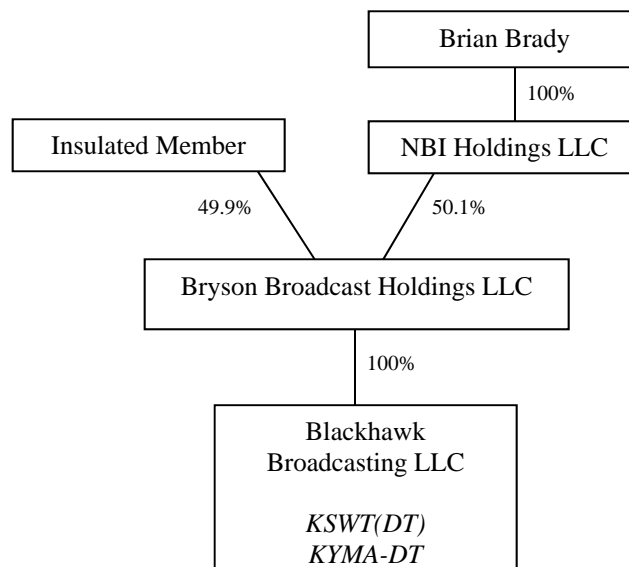 Brian Brady
100%
Insulated Member
NBI Holdings LLC
49.9%
50.1%
Bryson Broadcast Holdings LLC
100%
Blackhawk
Broadcasting LLC
KSWT(DT)
KYMA-DT